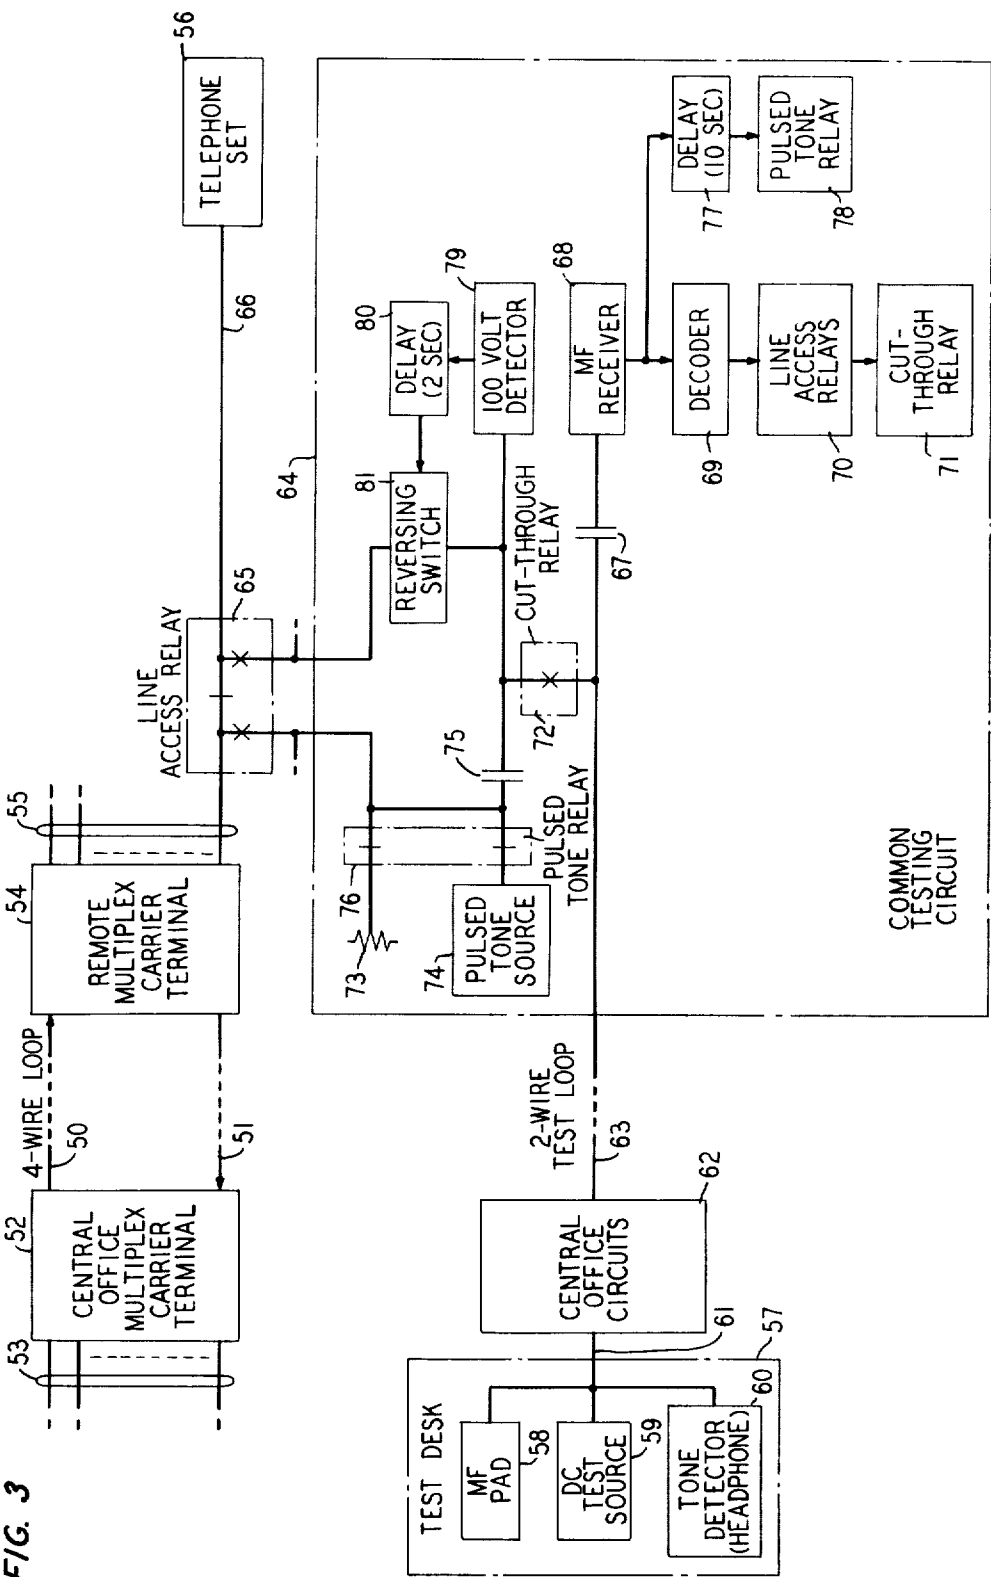 FIG. 3
53
52
CENTRAL
OFFICE
MULTIPLEX
CARRIER
TERMINAL
4-WIRE LOOP
50
51
54
REMOTE
MULTIPLEX
CARRIER
TERMINAL
55
LINE
ACCESS RELAY
65
66
56
TELEPHONE
SET
64
73
76
74
PULSED
TONE
SOURCE
PULSED
TONE RELAY
75
81
REVERSING
SWITCH
80
DELAY
(2 SEC)
79
100 VOLT
DETECTOR
72
CUT-THROUGH
RELAY
67
68
MF
RECEIVER
69
DECODER
70
LINE
ACCESS
RELAYS
71
CUT-
THROUGH
RELAY
77
DELAY
(10 SEC)
78
PULSED
TONE
RELAY
COMMON
TESTING
CIRCUIT
TEST DESK
57
MF
PAD
58
DC
TEST
SOURCE
59
TONE
DETECTOR
(HEADPHONE)
60
61
62
CENTRAL
OFFICE
CIRCUITS
2-WIRE
TEST LOOP
63